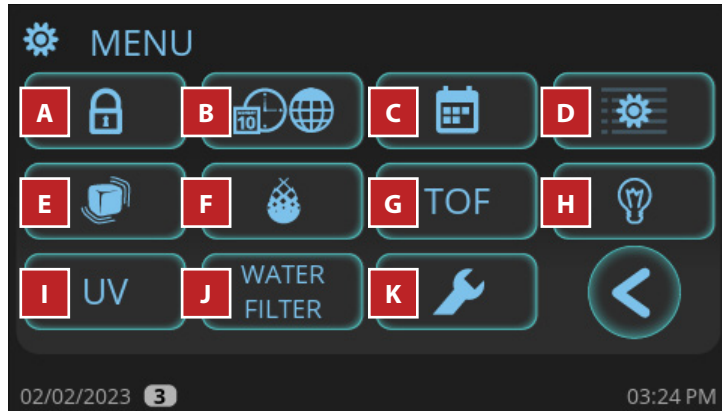 MENU
A
B 10
C
D
E
F
G TOF
H
I UV
J WATER
FILTER
K
02/02/2023 3 03:24 PM